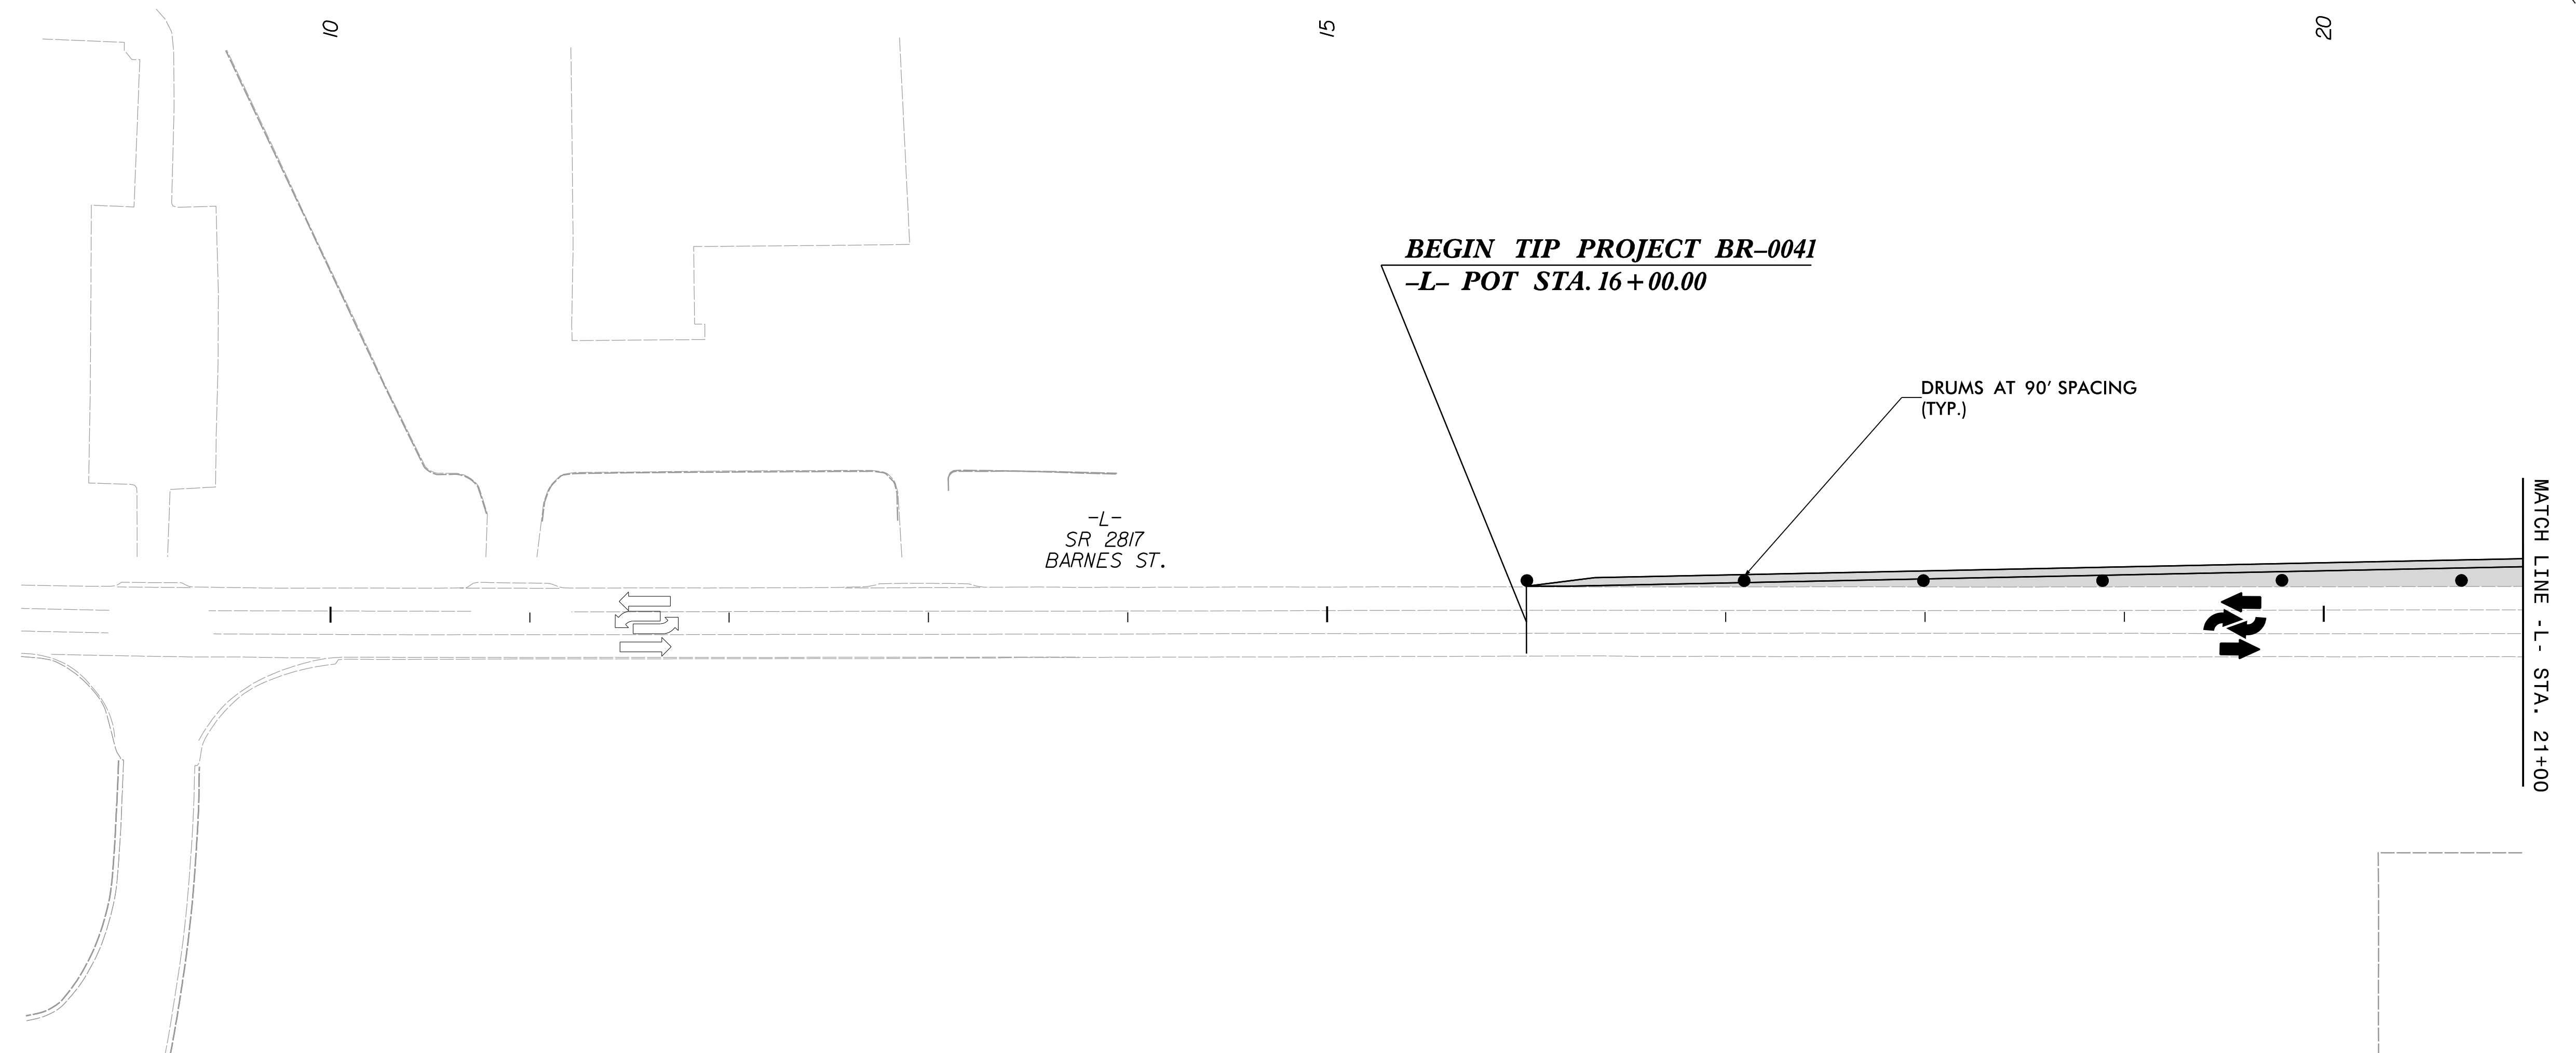 10
15
20
BEGIN TIP PROJECT BR–0041
–L– POT STA. 16+00.00
DRUMS AT 90' SPACING
(TYP.)
-L-
SR 2817
BARNES ST.
MATCH LINE -L- STA. 21+00